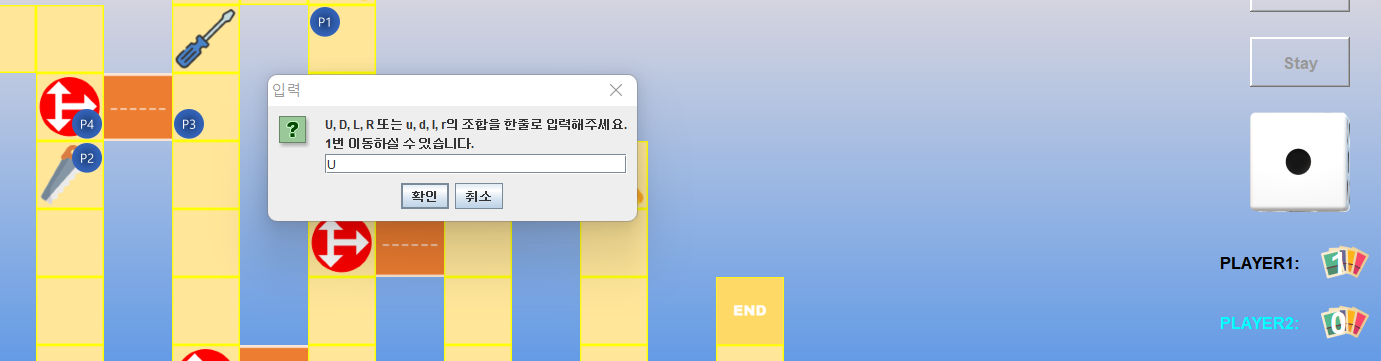 P1
Stay
입력
P4
P3
U, D, L, R 또는 u, d, l, r의 조합을 한줄로 입력해주세요.
1번 이동하실 수 있습니다.
P2
U
확인 취소
PLAYER1: 1
END
PLAYER2: 0